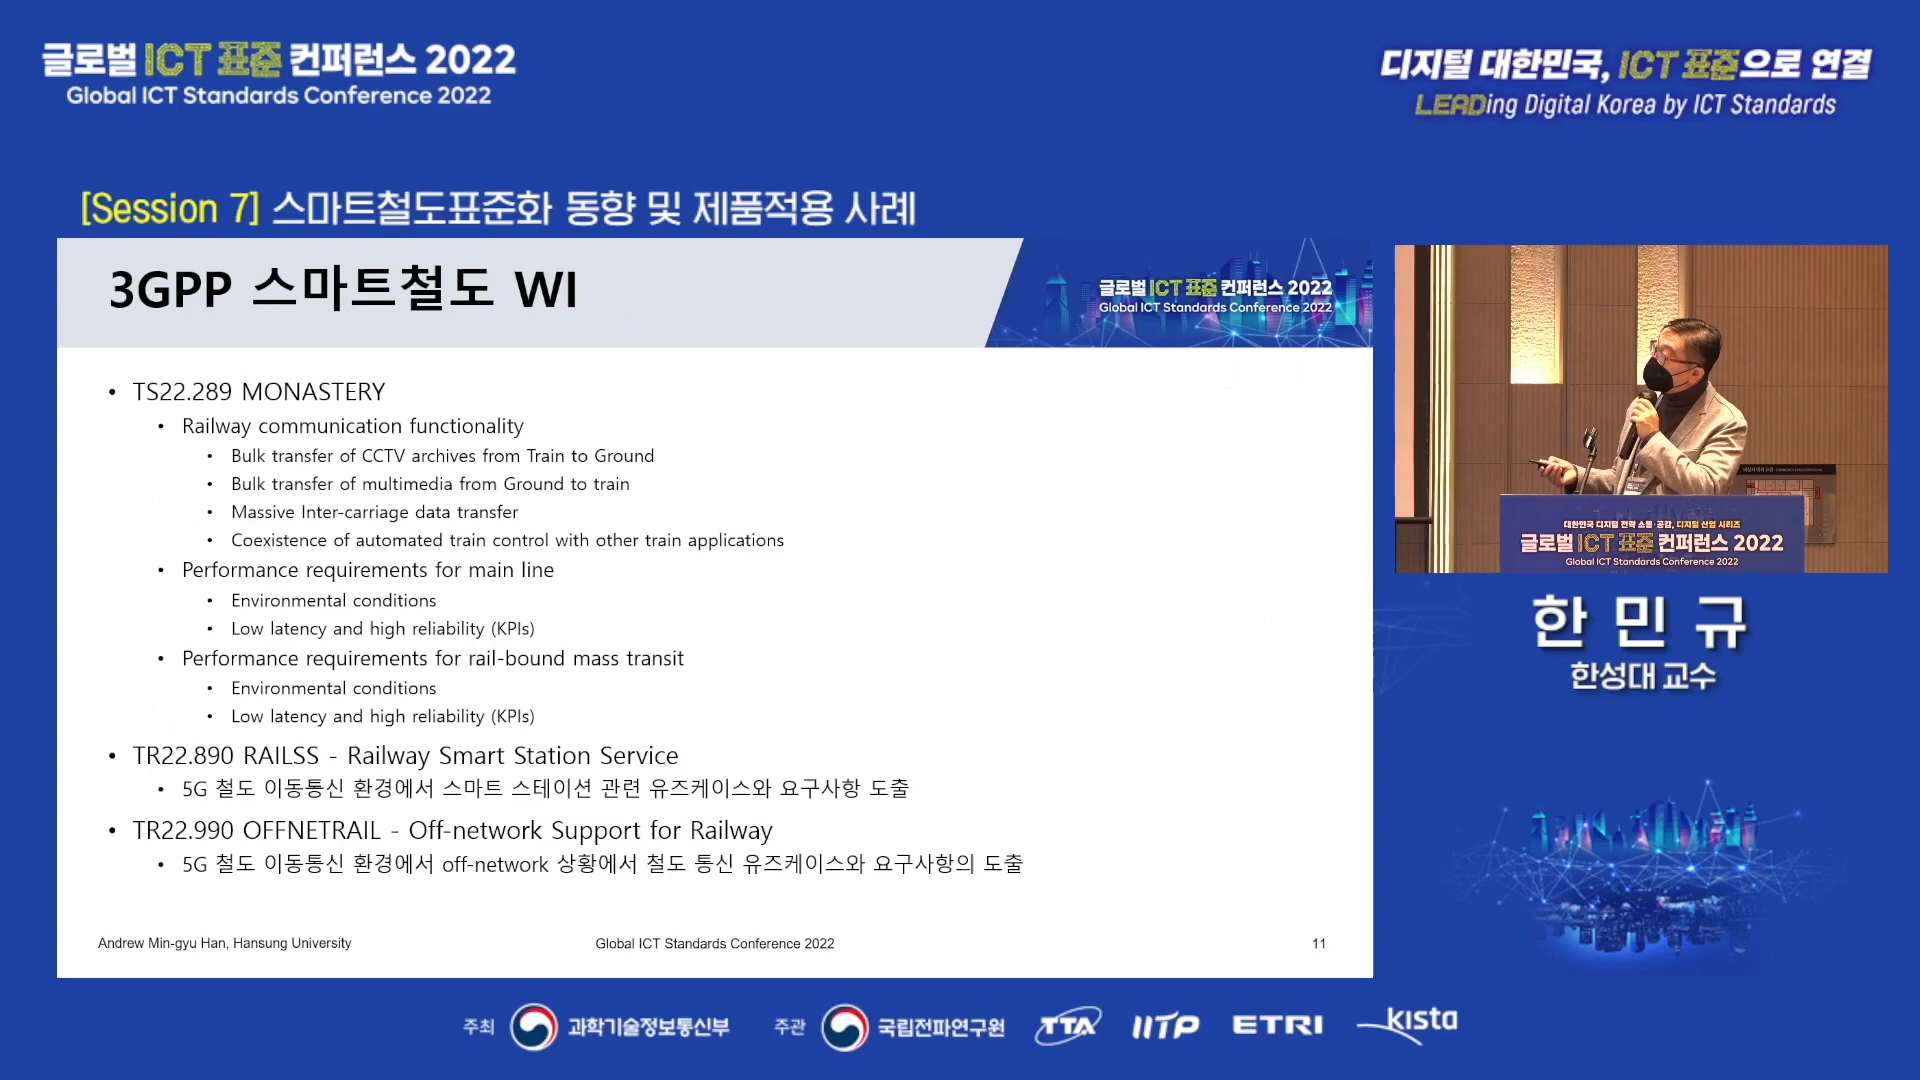 글로벌 ICT 표준 컨퍼런스 2022
Global ICT Standards Conference 2022
디지털 대한민국, ICT 표준으로 연결
LEADing Digital Korea by ICT Standards
[Session 7] 스마트철도표준화 동향 및 제품적용 사례
3GPP 스마트철도 WI
글로벌 ICT 표준 컨퍼런스 2022
Global ICT Standards Conference 2022
• TS22.289 MONASTERY
• Railway communication functionality
• Bulk transfer of CCTV archives from Train to Ground
• Bulk transfer of multimedia from Ground to train
• Massive Inter-carriage data transfer
• Coexistence of automated train control with other train applications
• Performance requirements for main line
• Environmental conditions
• Low latency and high reliability (KPIs)
• Performance requirements for rail-bound mass transit
• Environmental conditions
• Low latency and high reliability (KPIs)
• TR22.890 RAILSS - Railway Smart Station Service
• 5G 철도 이동통신 환경에서 스마트 스테이션 관련 유즈케이스와 요구사항 도출
• TR22.990 OFFNETRAIL - Off-network Support for Railway
• 5G 철도 이동통신 환경에서 off-network 상황에서 철도 통신 유즈케이스와 요구사항의 도출
Andrew Min-gyu Han, Hansung University
Global ICT Standards Conference 2022
11
대한민국 디지털 전략 소통·공감, 디지털 산업 시리즈
글로벌 ICT 표준 컨퍼런스 2022
Global ICT Standards Conference 2022
한민규
한성대 교수
주최 과학기술정보통신부 주관 국립전파연구원 TTA IITP ETRI kista